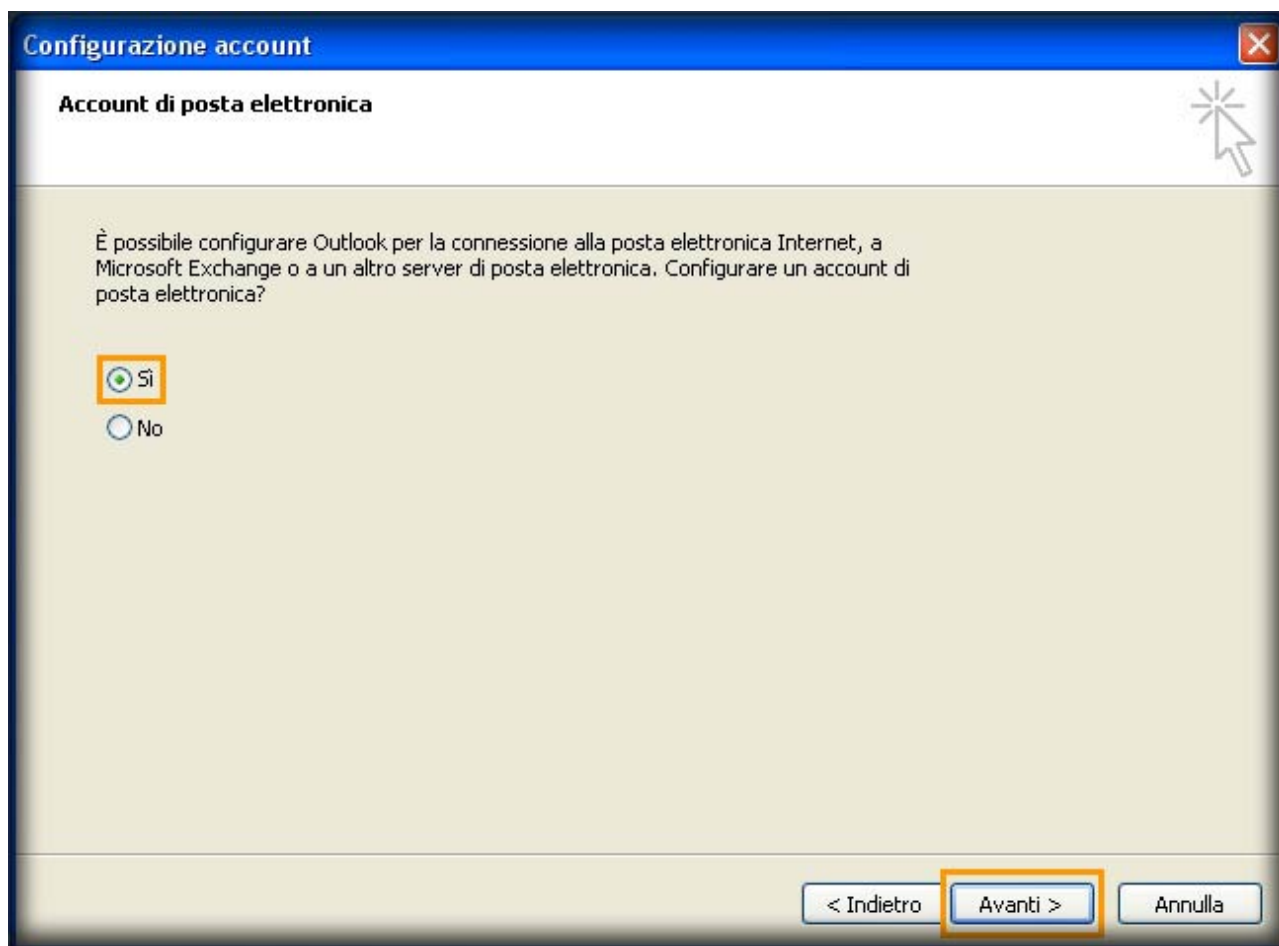 Configurazione account
Account di posta elettronica
È possibile configurare Outlook per la connessione alla posta elettronica Internet, a
Microsoft Exchange o a un altro server di posta elettronica. Configurare un account di
posta elettronica?
Sì
No
< Indietro
Avanti >
Annulla